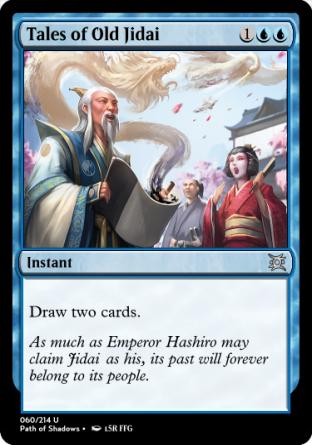 Tales of Old Jidai 1
Instant
Draw two cards.
As much as Emperor Hashiro may
claim Jidai as his, its past will forever
belong to its people.
060/214 U
Path of Shadows • L5R FFG